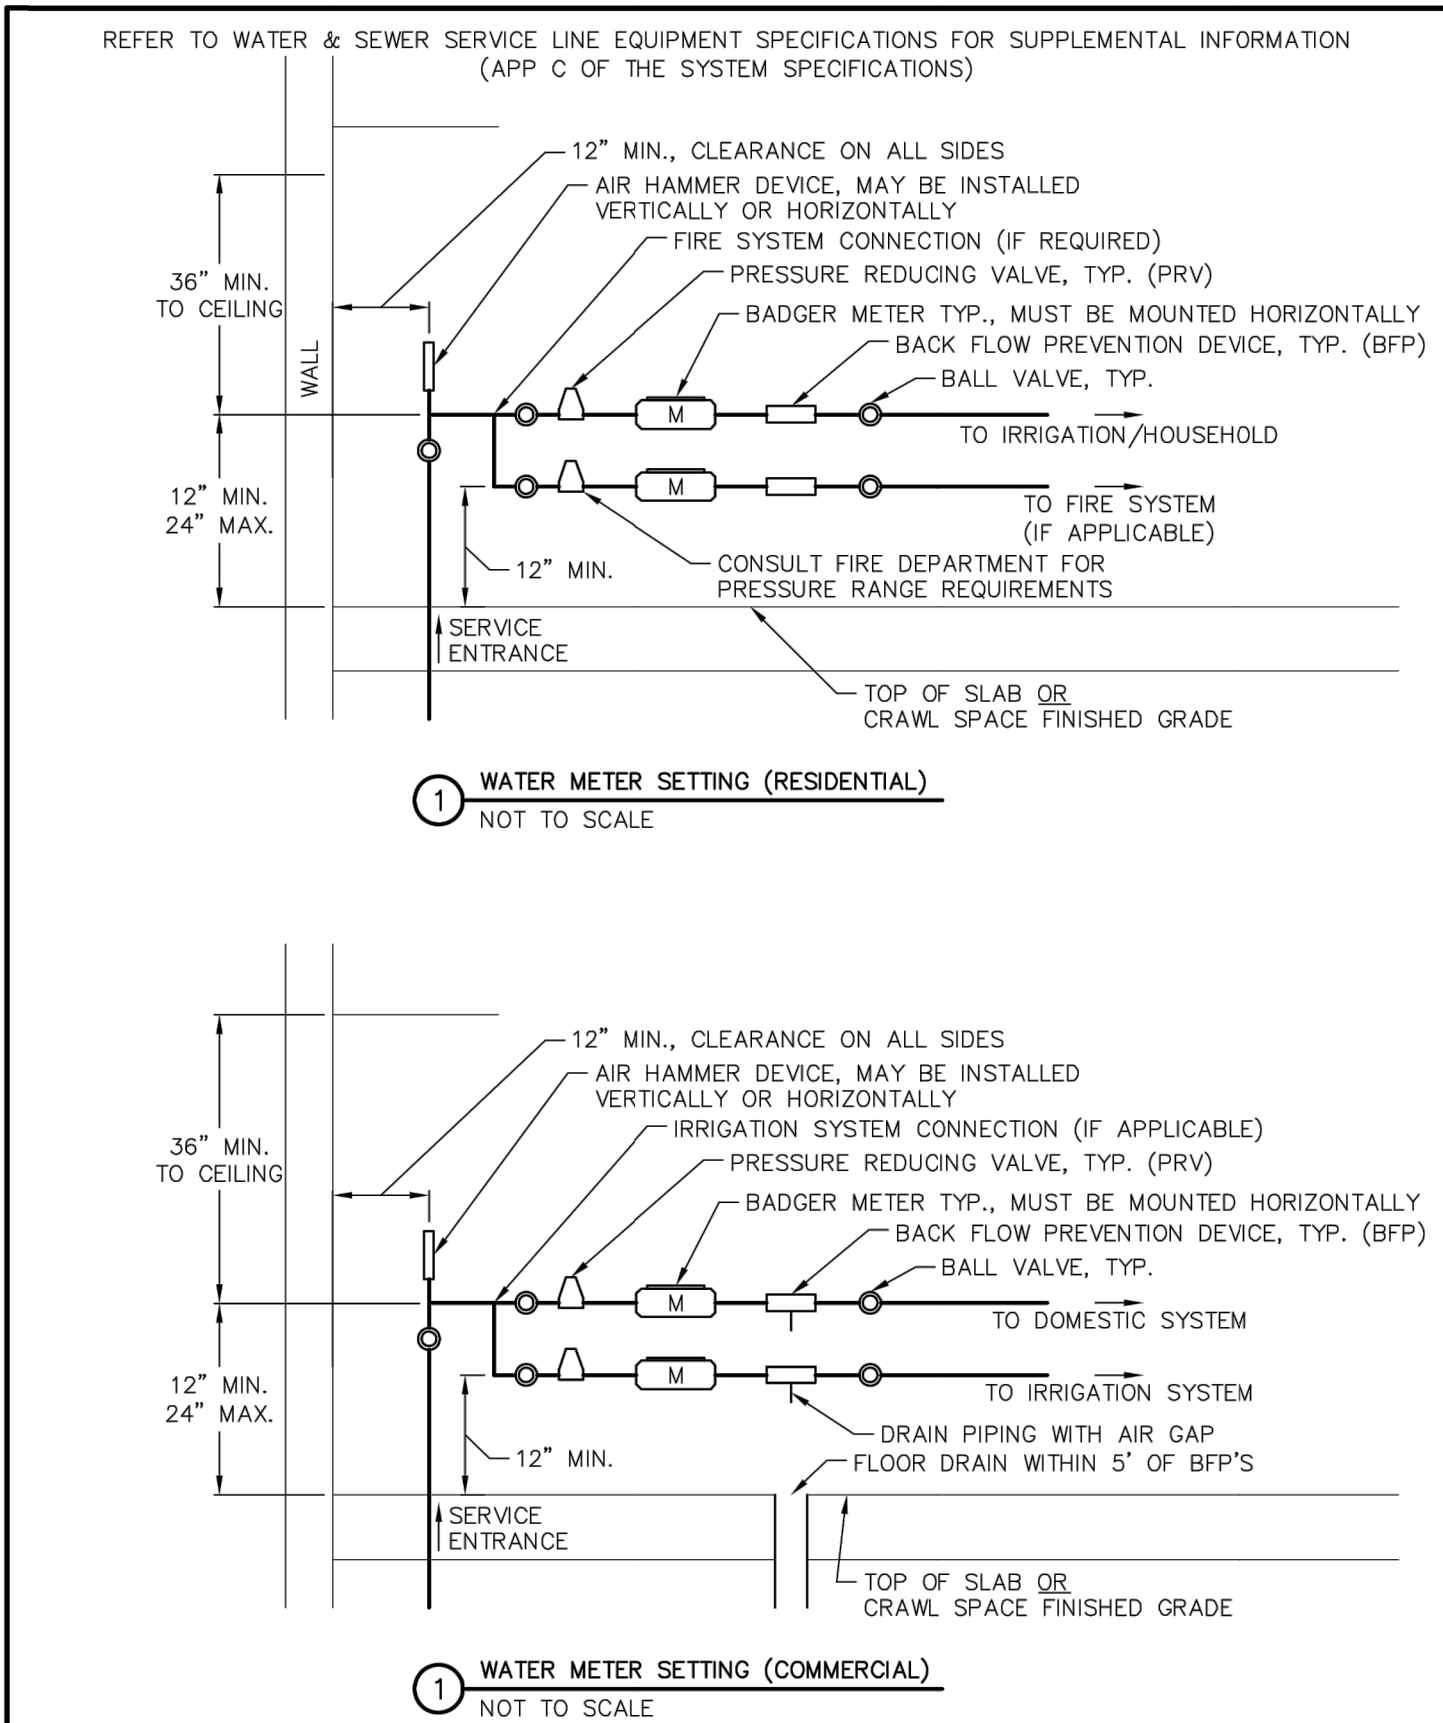 REFER TO WATER & SEWER SERVICE LINE EQUIPMENT SPECIFICATIONS FOR SUPPLEMENTAL INFORMATION
(APP C OF THE SYSTEM SPECIFICATIONS)
12" MIN., CLEARANCE ON ALL SIDES
AIR HAMMER DEVICE, MAY BE INSTALLED
VERTICALLY OR HORIZONTALLY
FIRE SYSTEM CONNECTION (IF REQUIRED)
PRESSURE REDUCING VALVE, TYP. (PRV)
36" MIN.
TO CEILING
BADGER METER TYP., MUST BE MOUNTED HORIZONTALLY
BACK FLOW PREVENTION DEVICE, TYP. (BFP)
WALL
BALL VALVE, TYP.
M
TO IRRIGATION/HOUSEHOLD
M
12" MIN.
24" MAX.
TO FIRE SYSTEM
(IF APPLICABLE)
12" MIN.
CONSULT FIRE DEPARTMENT FOR
PRESSURE RANGE REQUIREMENTS
SERVICE
ENTRANCE
TOP OF SLAB OR
CRAWL SPACE FINISHED GRADE
1
WATER METER SETTING (RESIDENTIAL)
NOT TO SCALE
12" MIN., CLEARANCE ON ALL SIDES
AIR HAMMER DEVICE, MAY BE INSTALLED
VERTICALLY OR HORIZONTALLY
IRRIGATION SYSTEM CONNECTION (IF APPLICABLE)
36" MIN.
TO CEILING
PRESSURE REDUCING VALVE, TYP. (PRV)
BADGER METER TYP., MUST BE MOUNTED HORIZONTALLY
BACK FLOW PREVENTION DEVICE, TYP. (BFP)
BALL VALVE, TYP.
M
TO DOMESTIC SYSTEM
M
TO IRRIGATION SYSTEM
12" MIN.
24" MAX.
DRAIN PIPING WITH AIR GAP
12" MIN.
FLOOR DRAIN WITHIN 5' OF BFP'S
SERVICE
ENTRANCE
TOP OF SLAB OR
CRAWL SPACE FINISHED GRADE
1
WATER METER SETTING (COMMERCIAL)
NOT TO SCALE